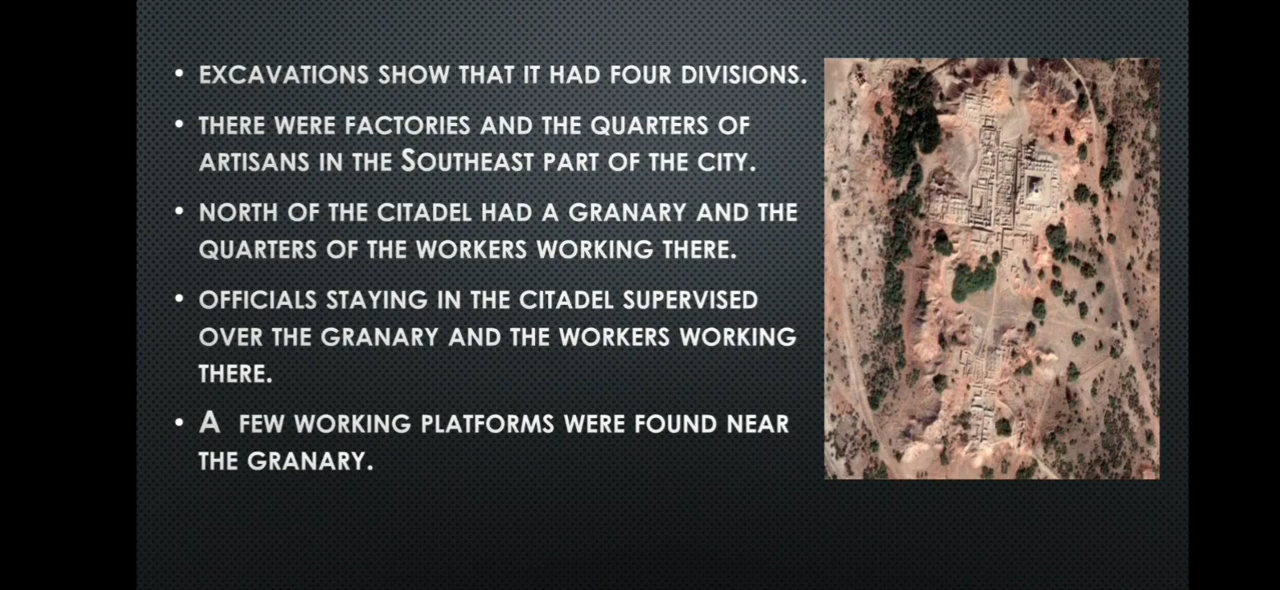 • EXCAVATIONS SHOW THAT IT HAD FOUR DIVISIONS.
• THERE WERE FACTORIES AND THE QUARTERS OF
ARTISANS IN THE SOUTHEAST PART OF THE CITY.
• NORTH OF THE CITADEL HAD A GRANARY AND THE
QUARTERS OF THE WORKERS WORKING THERE.
• OFFICIALS STAYING IN THE CITADEL SUPERVISED
OVER THE GRANARY AND THE WORKERS WORKING
THERE.
• A FEW WORKING PLATFORMS WERE FOUND NEAR
THE GRANARY.